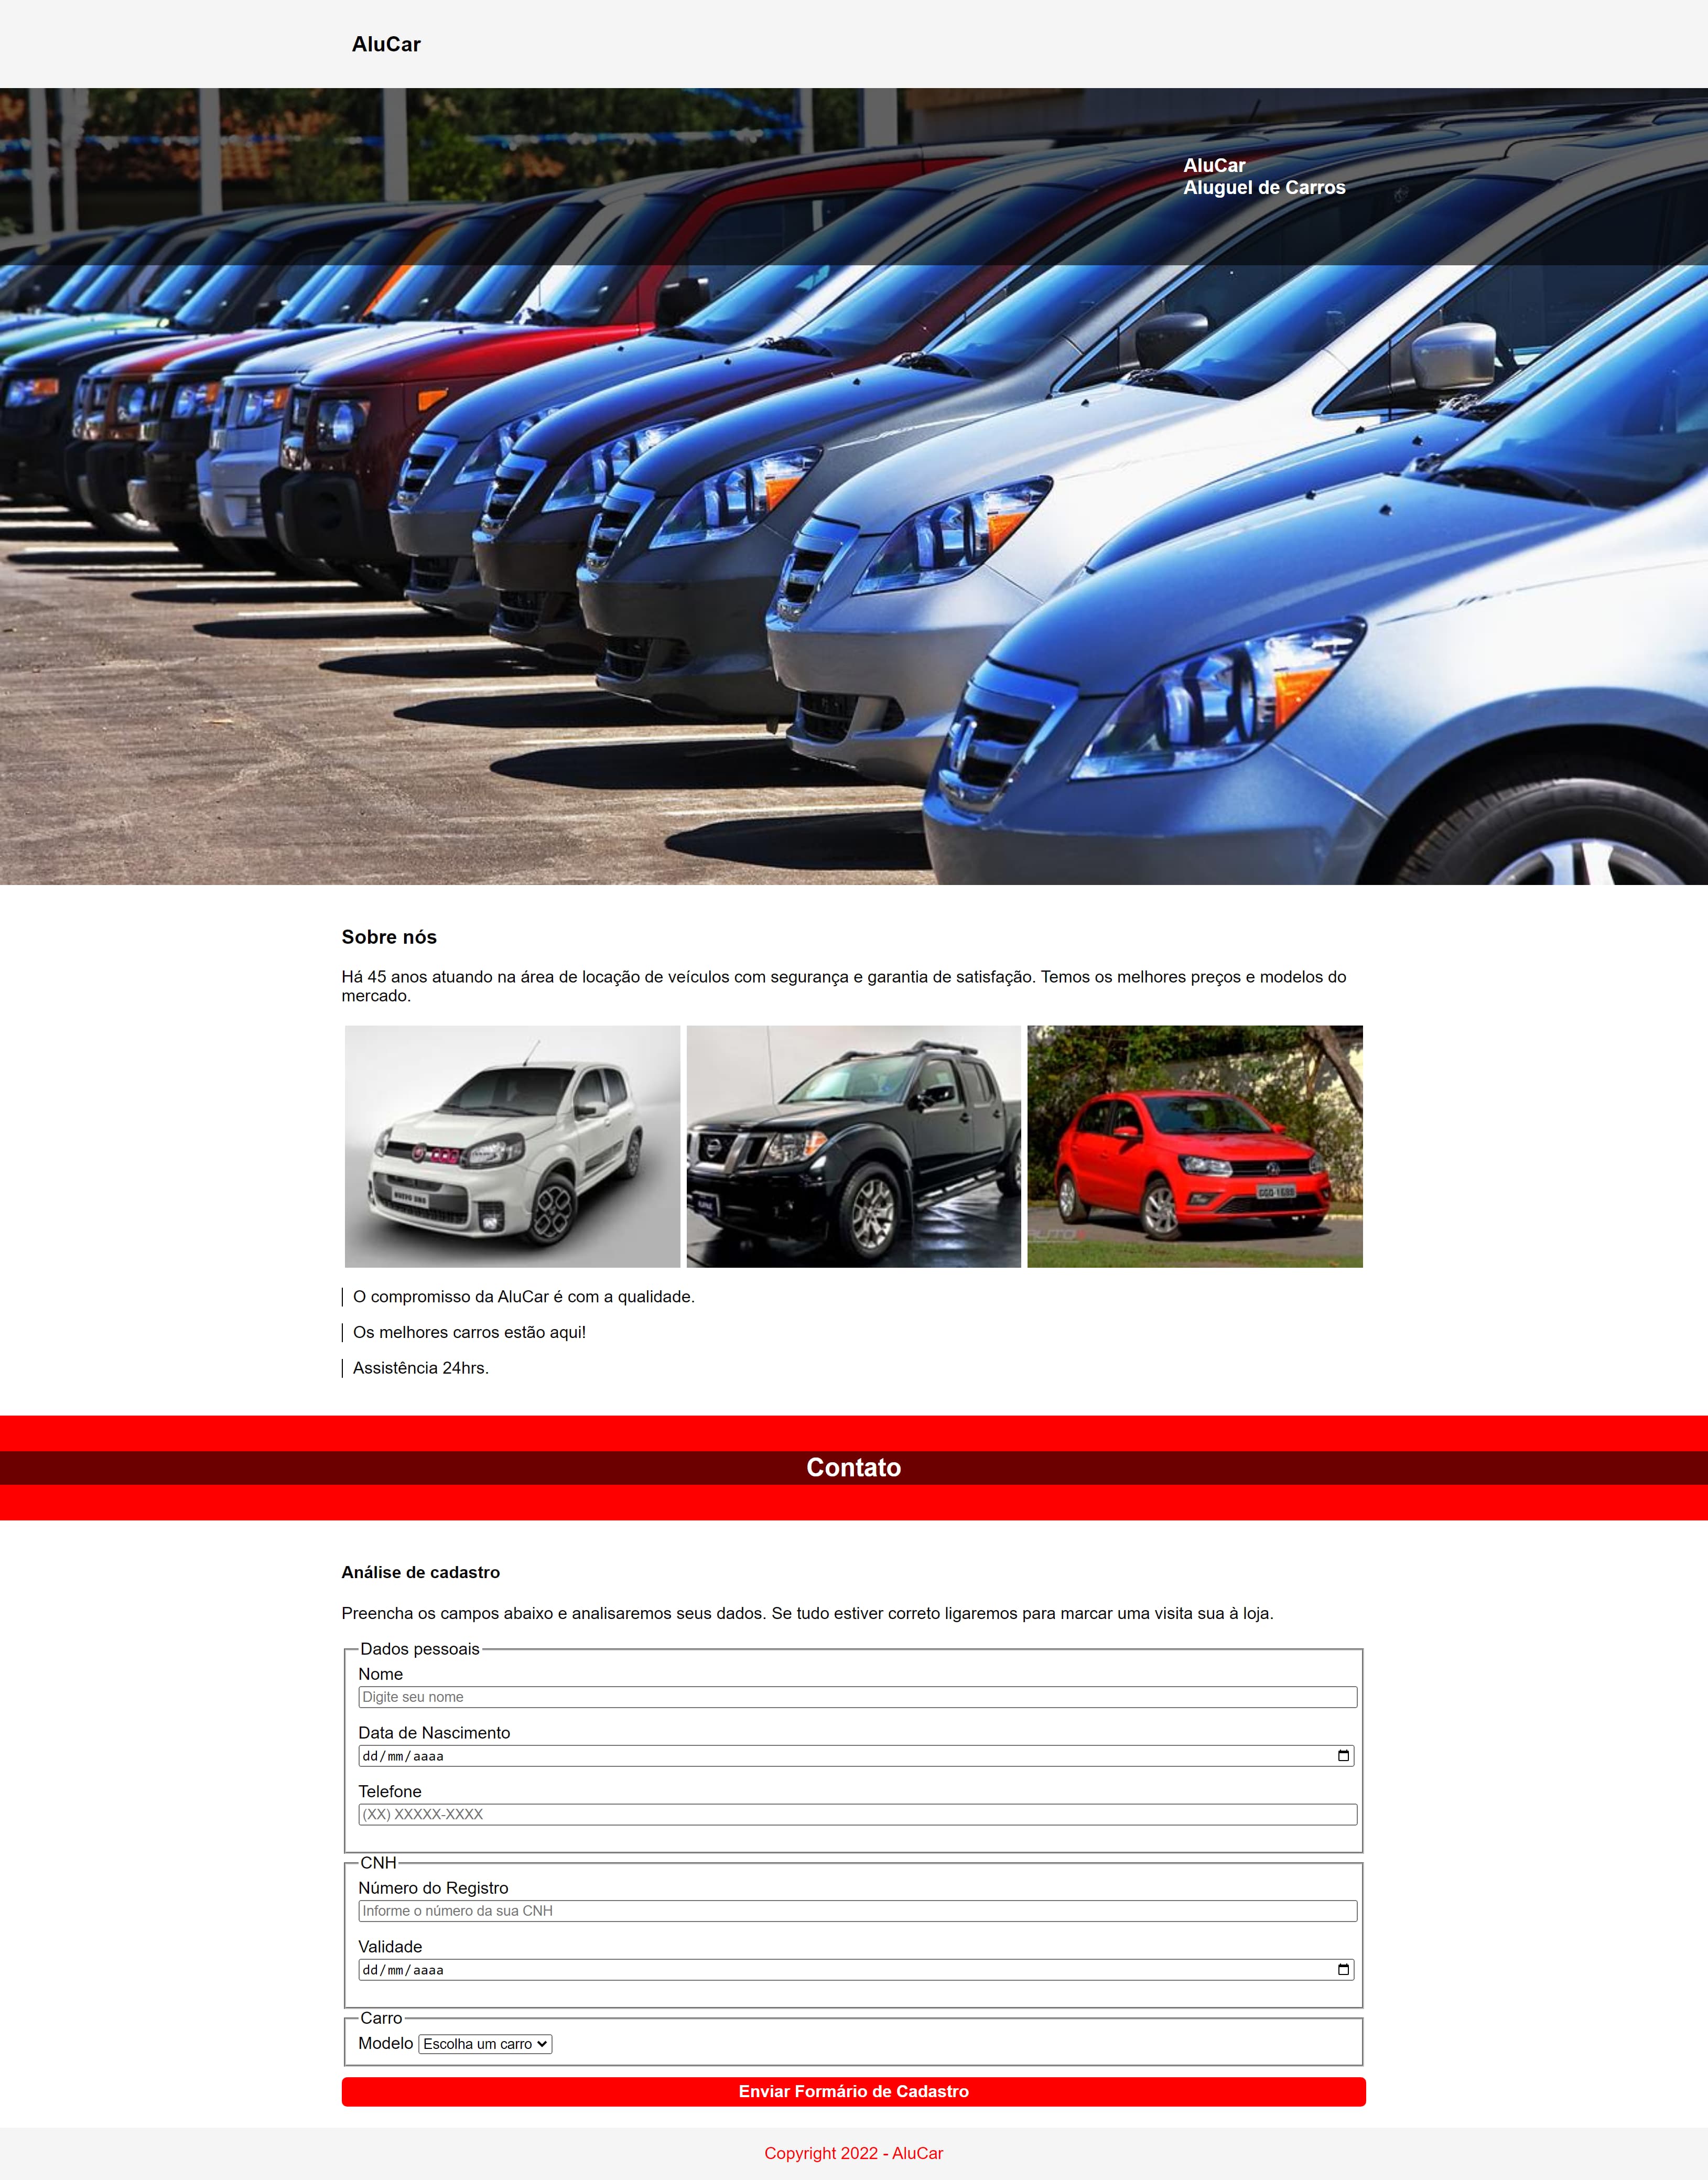 AluCar
AluCar
Aluguel de Carros
Sobre nós
Há 45 anos atuando na área de locação de veículos com segurança e garantia de satisfação. Temos os melhores preços e modelos do
mercado.
O compromisso da AluCar é com a qualidade.
Os melhores carros estão aqui!
Assistência 24hrs.
Contato
Análise de cadastro
Preencha os campos abaixo e analisaremos seus dados. Se tudo estiver correto ligaremos para marcar uma visita sua à loja.
Dados pessoais
Nome
Digite seu nome
Data de Nascimento
dd/mm/aaaa
Telefone
(XX) XXXXX-XXXX
CNH
Número do Registro
Informe o número da sua CNH
Validade
dd/mm/aaaa
Carro
Modelo Escolha um carro
Enviar Formário de Cadastro
Copyright 2022 - AluCar